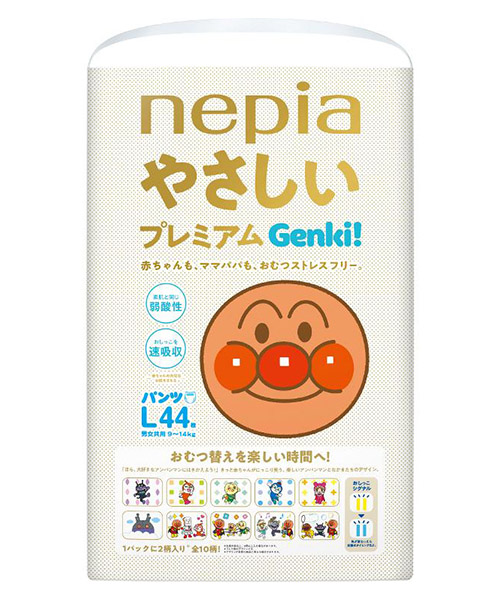 nepia
やさしい
プレミアム Genki!
赤ちゃんも、ママパパも、おむつストレスフリー。
素肌と同じ
弱酸性
おしっこを
速吸収
パンツ
L44枚
男女共用 9〜14kg
おむつ替えを楽しい時間へ!
おしっこ
シグナル
1パックに2柄入り 全10柄!